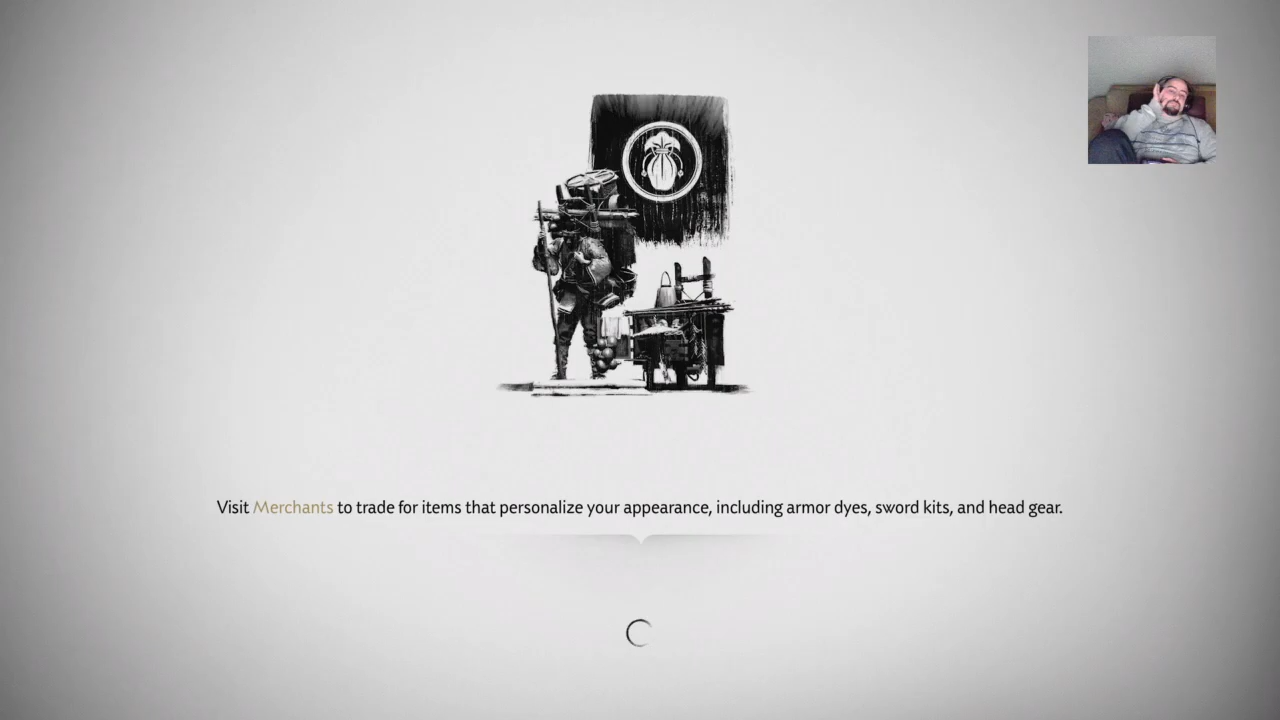 Visit Merchants to trade for items that personalize your appearance, including armor dyes, sword kits, and head gear.